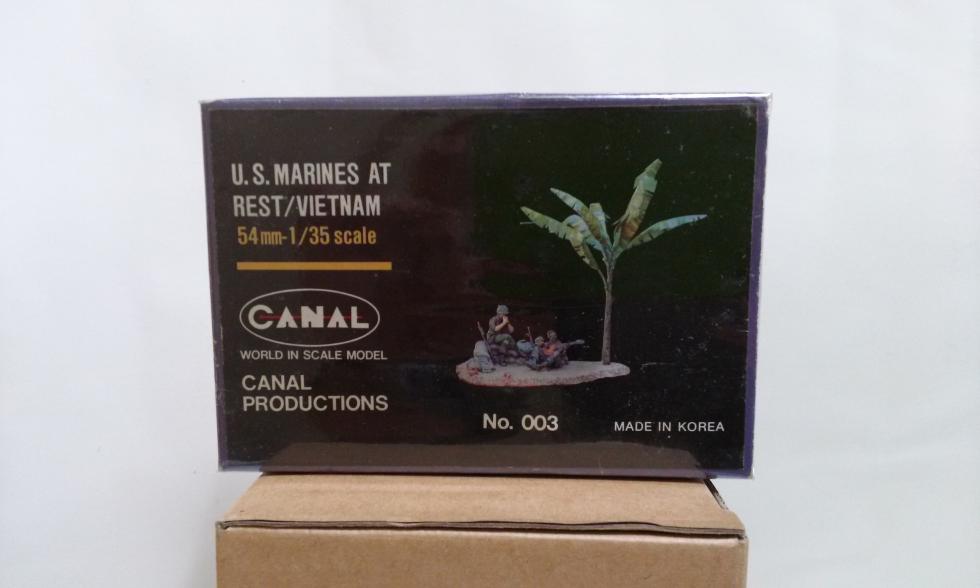 U.S. MARINES AT
REST/VIETNAM
54mm-1/35 scale
CANAL
WORLD IN SCALE MODEL
CANAL
PRODUCTIONS
No. 003
MADE IN KOREA